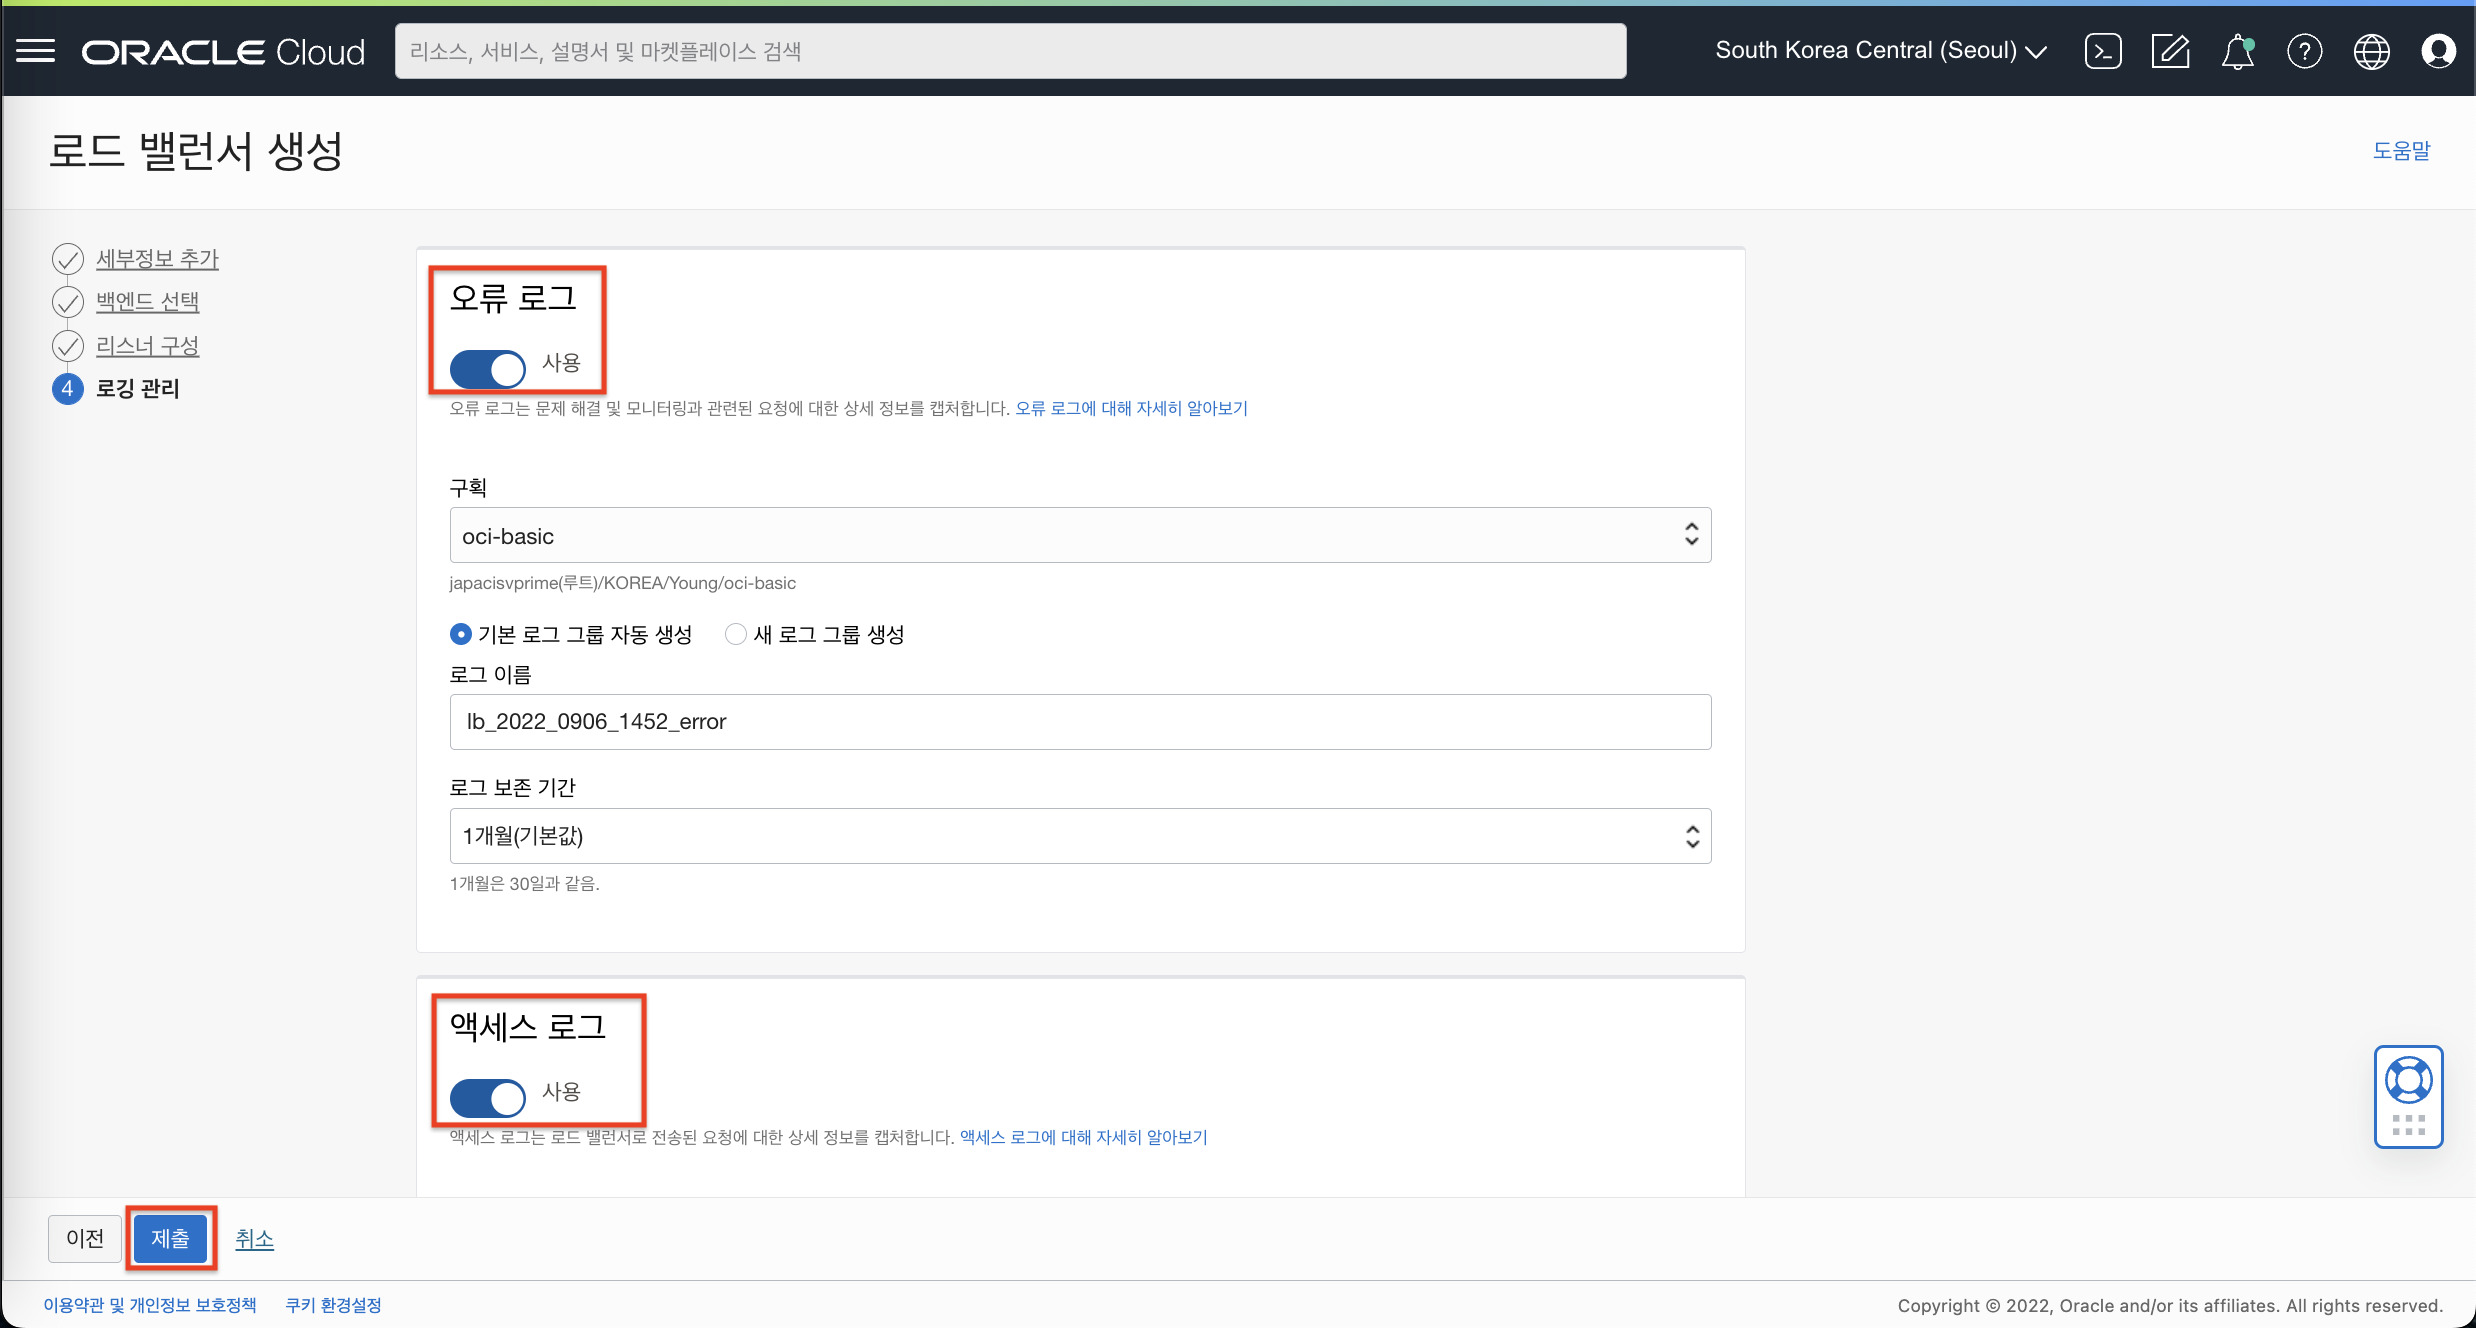 ORACLE Cloud
리소스, 서비스, 설명서 및 마켓플레이스 검색
South Korea Central (Seoul)
로드 밸런서 생성
도움말
세부정보 추가
백엔드 선택
리스너 구성
4 로깅 관리
오류 로그
사용
오류 로그는 문제 해결 및 모니터링과 관련된 요청에 대한 상세 정보를 캡처합니다. 오류 로그에 대해 자세히 알아보기
구획
oci-basic
japacisvprime(루트)/KOREA/Young/oci-basic
기본 로그 그룹 자동 생성 새 로그 그룹 생성
로그 이름
lb_2022_0906_1452_error
로그 보존 기간
1개월(기본값)
1개월은 30일과 같음.
액세스 로그
사용
액세스 로그는 로드 밸런서로 전송된 요청에 대한 상세 정보를 캡처합니다. 액세스 로그에 대해 자세히 알아보기
이전 제출 취소
이용약관 및 개인정보 보호정책 쿠키 환경설정
Copyright © 2022, Oracle and/or its affiliates. All rights reserved.